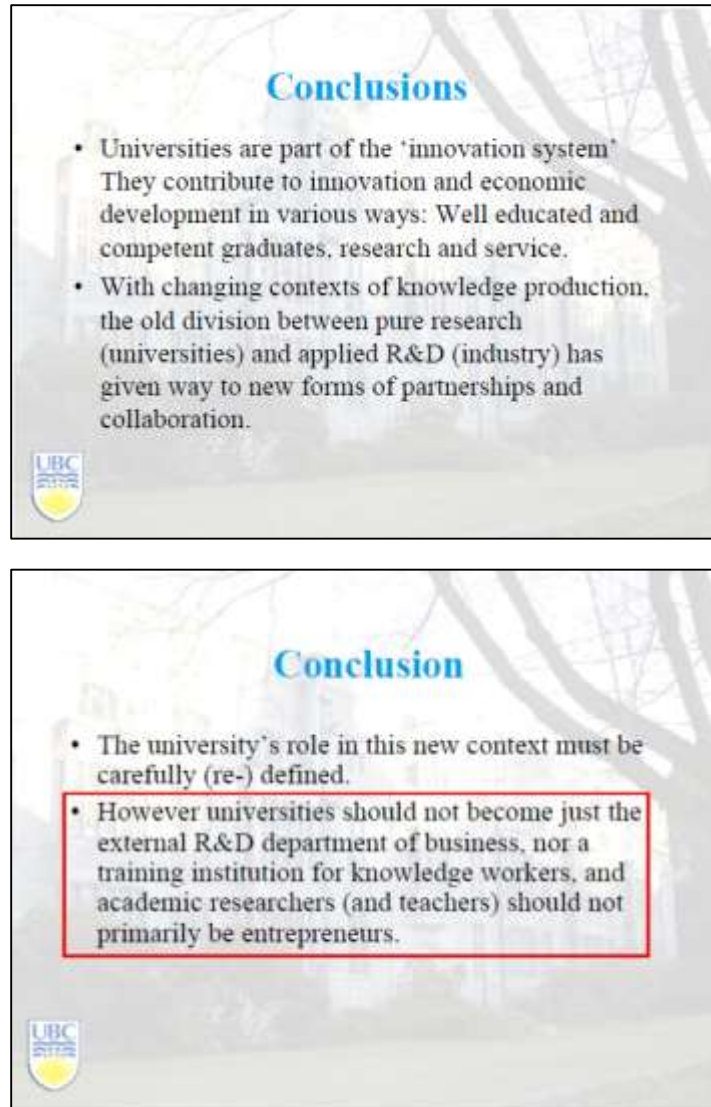 Conclusions
• Universities are part of the ‘innovation system’
They contribute to innovation and economic
development in various ways: Well educated and
competent graduates, research and service.
• With changing contexts of knowledge production,
the old division between pure research
(universities) and applied R&D (industry) has
given way to new forms of partnerships and
collaboration.
UBC
Conclusion
• The university’s role in this new context must be
carefully (re-) defined.
• However universities should not become just the
external R&D department of business, nor a
training institution for knowledge workers, and
academic researchers (and teachers) should not
primarily be entrepreneurs.
UBC